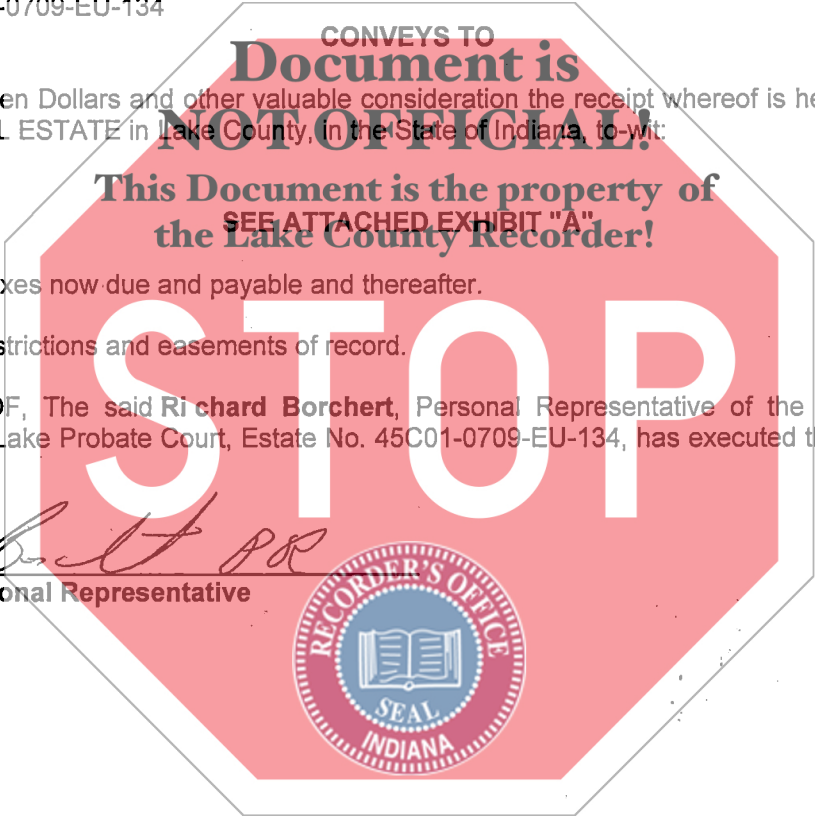 -0709-EU-134
CONVEYS TO
Document is
en Dollars and other valuable consideration the receipt whereof is he
NOT OFFICIAL!
L ESTATE in Lake County, in the State of Indiana, to-wit:
This Document is the property of
SEE ATTACHED EXHIBIT "A"
the Lake County Recorder!
xes now due and payable and thereafter.
STOP
strictions and easements of record.
OF, The said Ri chard Borchert, Personal Representative of the
Lake Probate Court, Estate No. 45C01-0709-EU-134, has executed th
PR
onal Representative
RECORDER'S OFFICE
SEAL
INDIANA